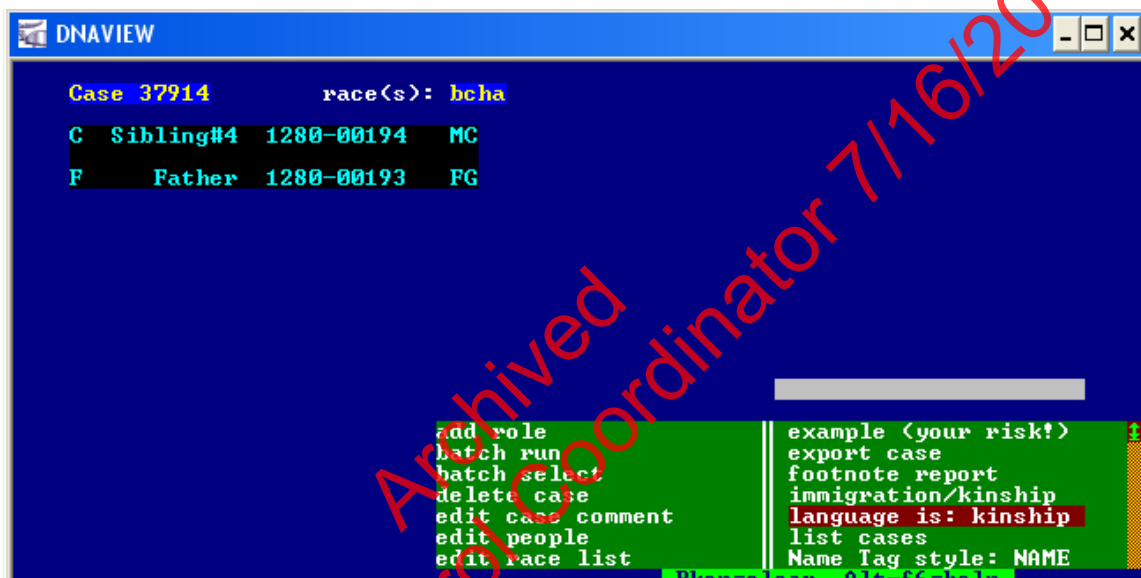 DNAVIEW
Case 37914 race(s): bcha
C Sibling#4 1280-00194 MC
F Father 1280-00193 FG
add role
batch run
batch select
delete case
edit case comment
edit people
edit race list
example (your risk!)
export case
footnote report
immigration/kinship
language is: kinship
list cases
Name Tag style: NAME
Archived
Coordinator 7/16/20